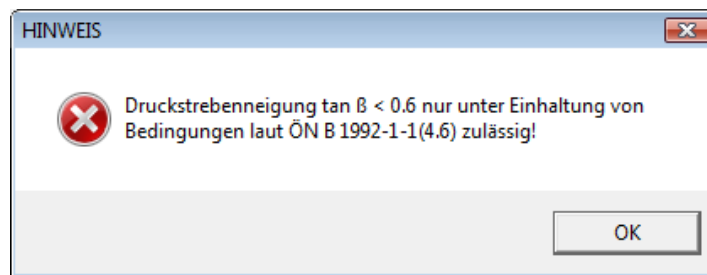 HINWEIS
Druckstrebenneigung tan ß < 0.6 nur unter Einhaltung von
Bedingungen laut ÖN B 1992-1-1(4.6) zulässig!
OK